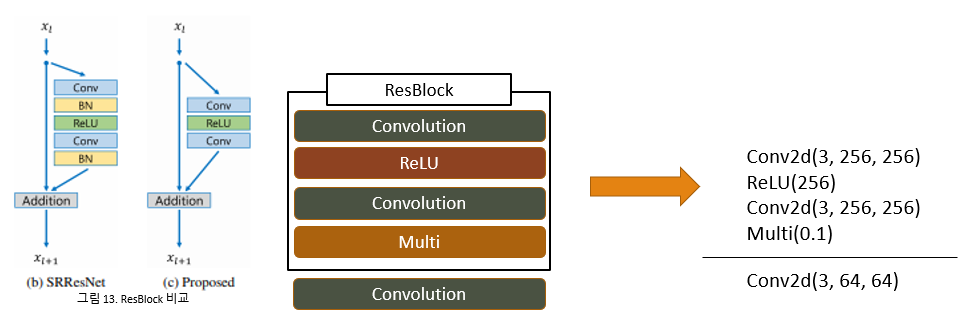 x_l
Conv
BN
ReLU
Conv
BN
Addition
x_{l+1}
(b) SRResNet
x_l
Conv
ReLU
Conv
Addition
x_{l+1}
(c) Proposed
그림 13. ResBlock 비교
ResBlock
Convolution
ReLU
Convolution
Multi
Convolution
Conv2d(3, 256, 256)
ReLU(256)
Conv2d(3, 256, 256)
Multi(0.1)
Conv2d(3, 64, 64)